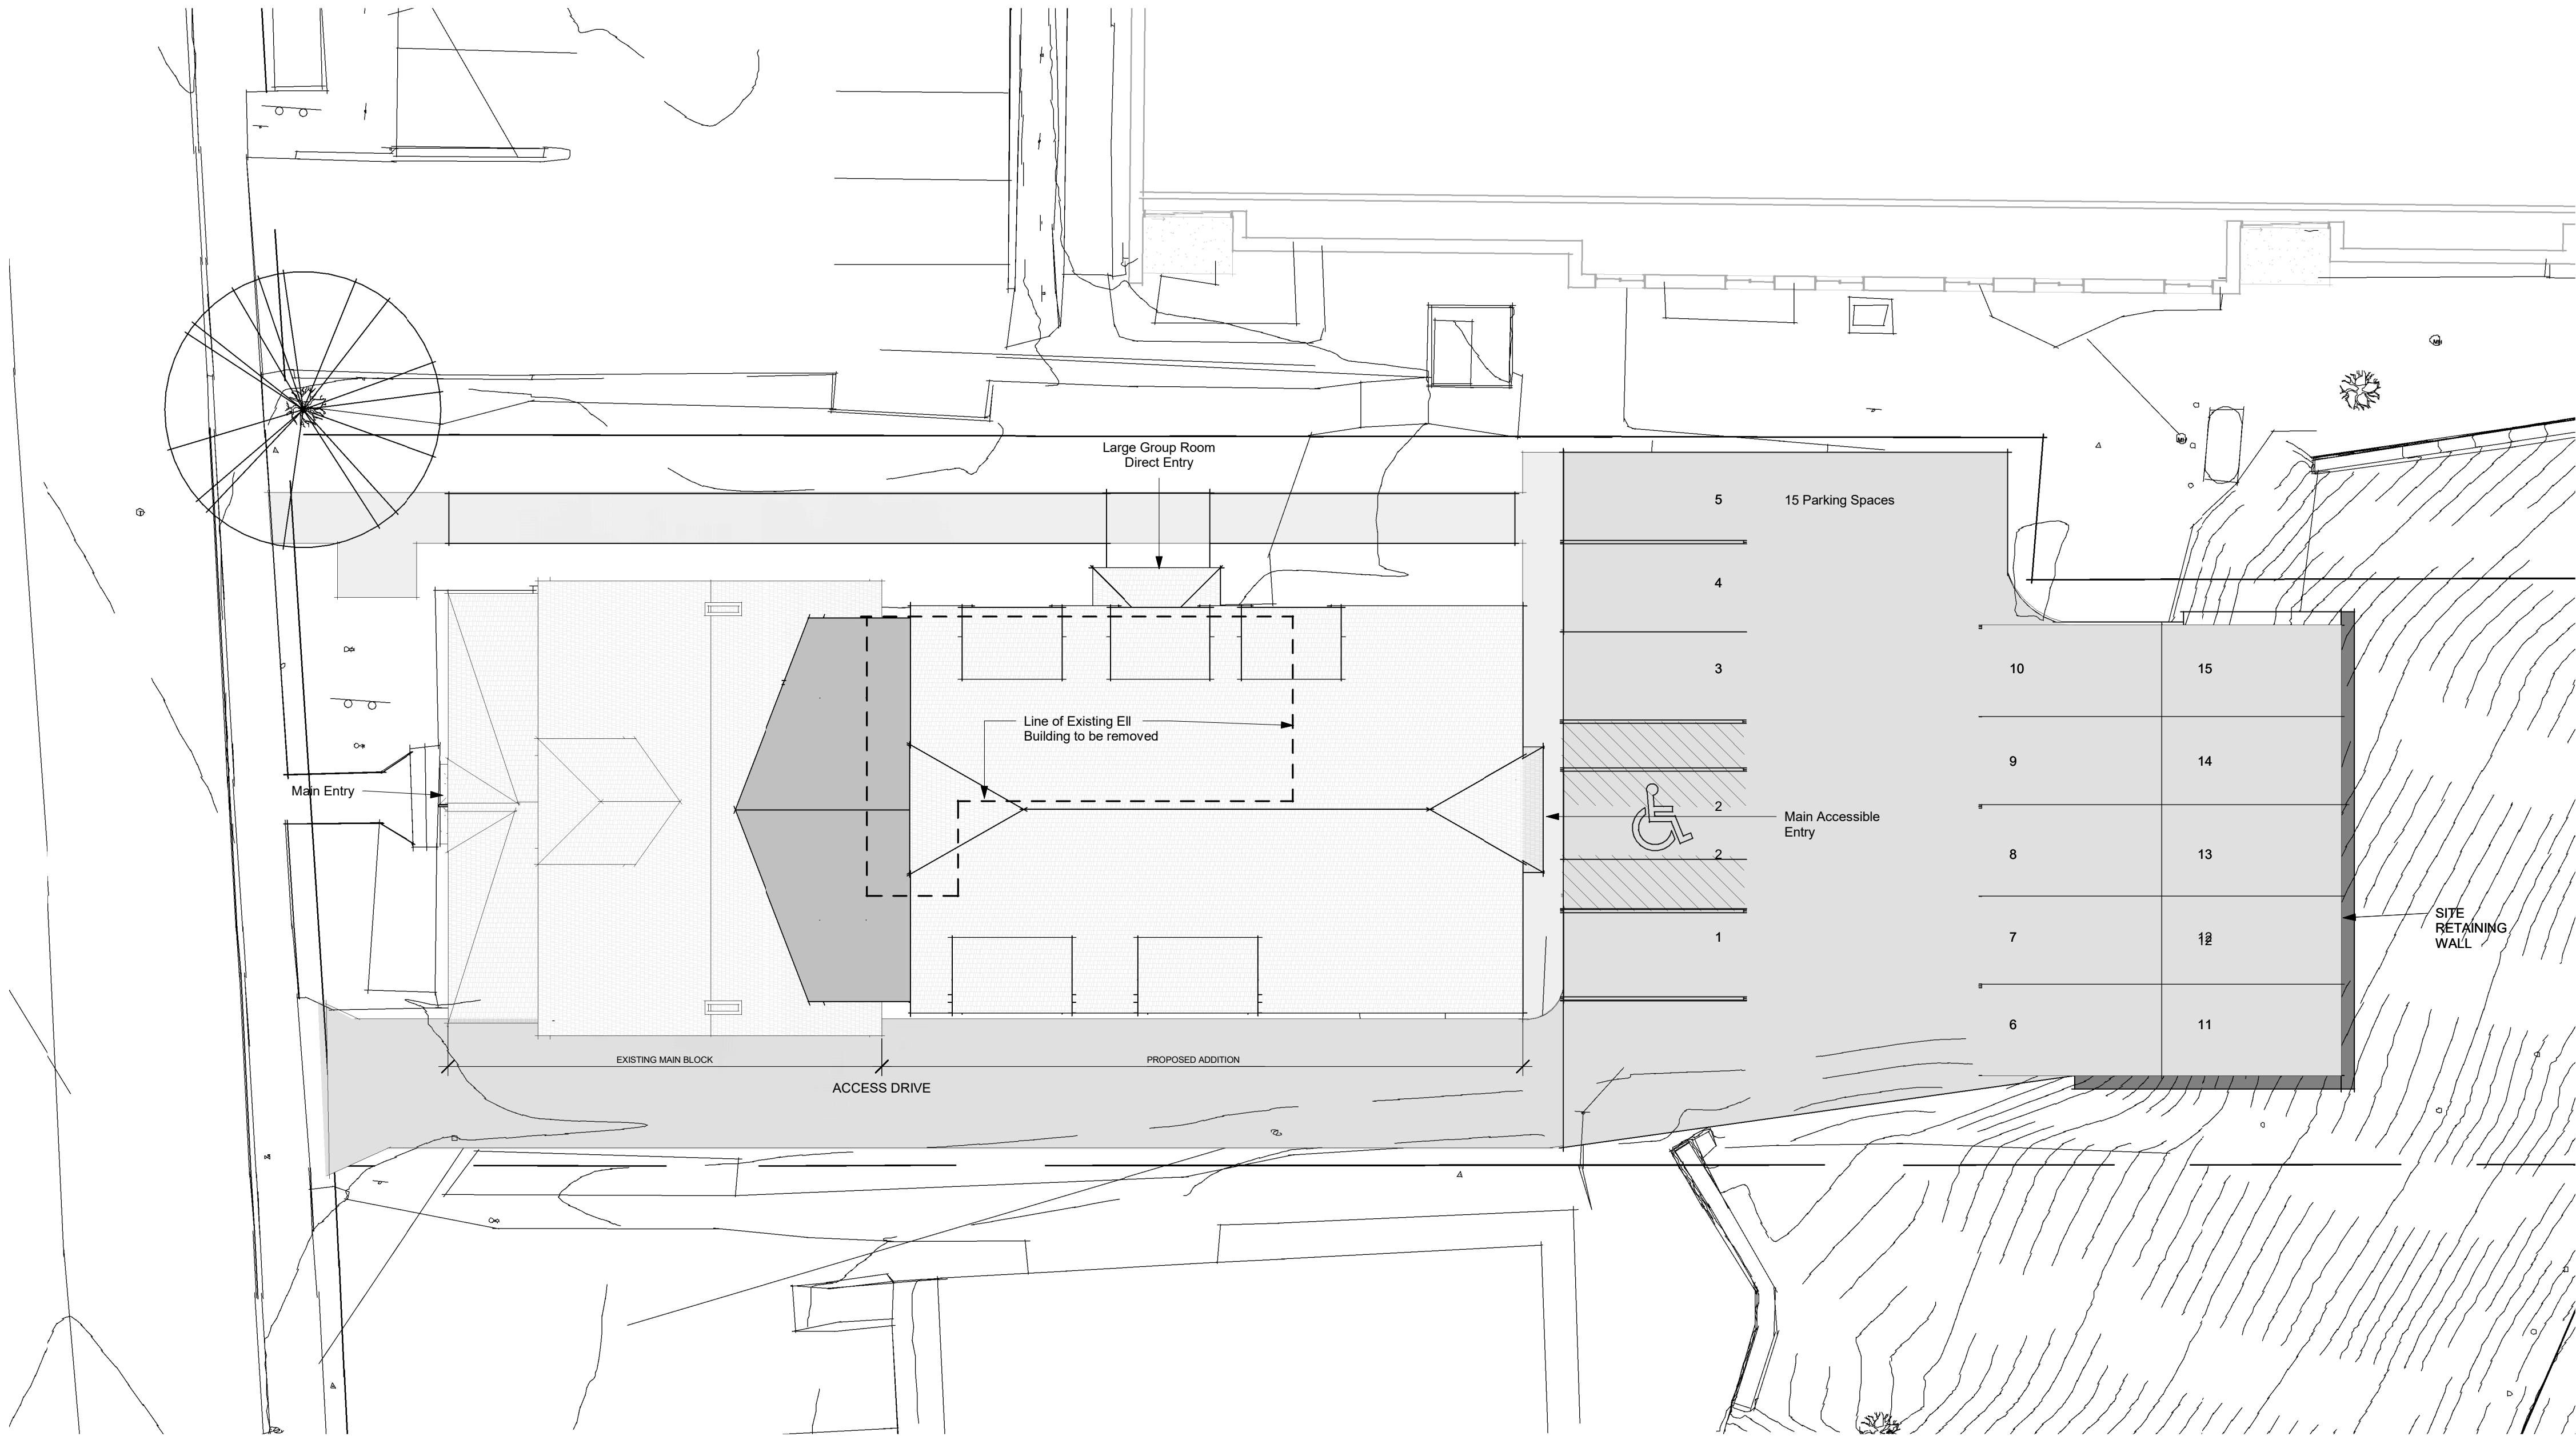 Large Group Room
Direct Entry
5
15 Parking Spaces
4
3
10
15
Line of Existing Ell
Building to be removed
9
14
Main Entry
2
Main Accessible
Entry
2
8
13
SITE
RETAINING
WALL
1
7
12
12
6
11
EXISTING MAIN BLOCK
PROPOSED ADDITION
ACCESS DRIVE